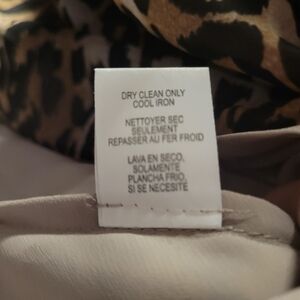 DRY CLEAN ONLY
COOL IRON
NETTOYER SEC
SEULEMENT
REPASSER AU FER FROID
LAVA EN SECO,
SOLAMENTE
PLANCHA FRIO,
SI SE NECESITE